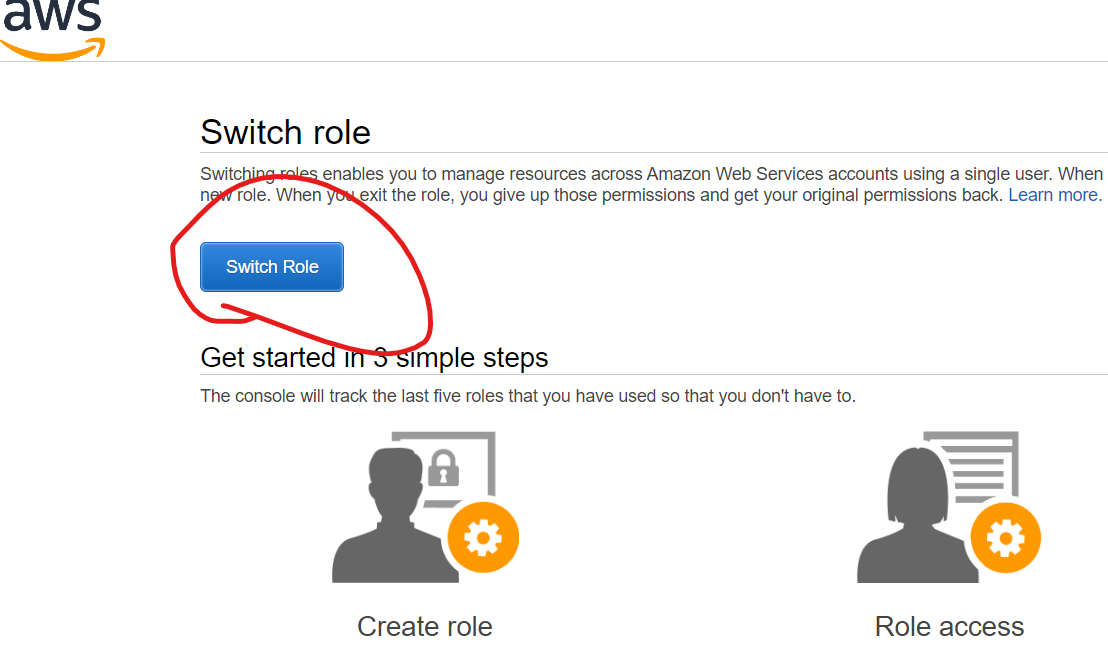 aws
Switch role
Switching roles enables you to manage resources across Amazon Web Services accounts using a single user. When
new role. When you exit the role, you give up those permissions and get your original permissions back. Learn more.
Switch Role
Get started in 3 simple steps
The console will track the last five roles that you have used so that you don't have to.
Create role
Role access